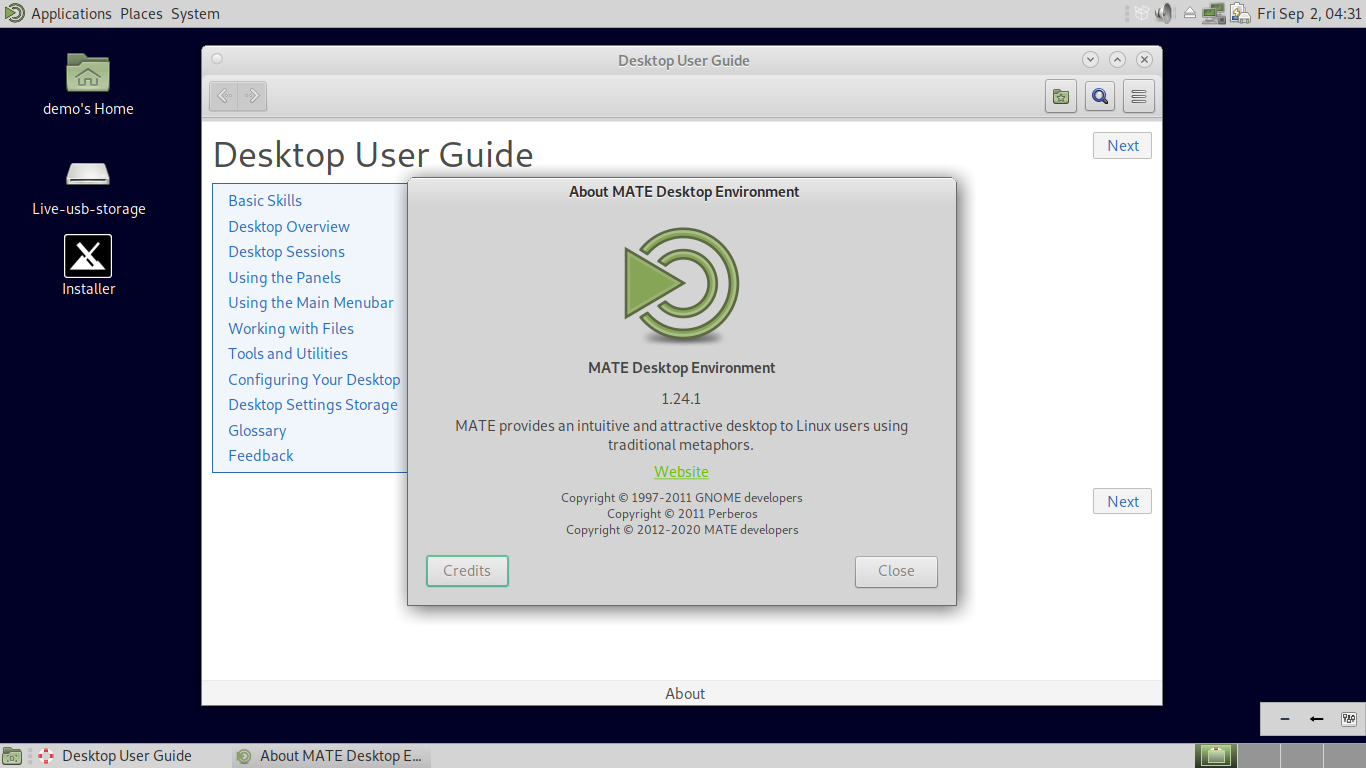 Applications Places System
Fri Sep 2, 04:31
demo's Home
Live-usb-storage
Installer
Desktop User Guide
Desktop User Guide
Next
Basic Skills
Desktop Overview
Desktop Sessions
Using the Panels
Using the Main Menubar
Working with Files
Tools and Utilities
Configuring Your Desktop
Desktop Settings Storage
Glossary
Feedback
Next
About
About MATE Desktop Environment
MATE Desktop Environment
1.24.1
MATE provides an intuitive and attractive desktop to Linux users using
traditional metaphors.
Website
Copyright © 1997-2011 GNOME developers
Copyright © 2011 Perberos
Copyright © 2012-2020 MATE developers
Credits
Close
Desktop User Guide
About MATE Desktop E...